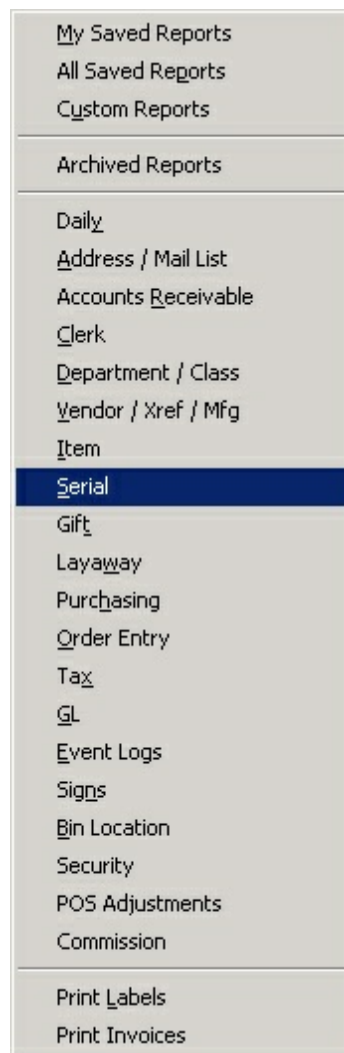 My Saved Reports
All Saved Reports
Custom Reports
Archived Reports
Daily
Address / Mail List
Accounts Receivable
Clerk
Department / Class
Vendor / Xref / Mfg
Item
Serial
Gift
Layaway
Purchasing
Order Entry
Tax
GL
Event Logs
Signs
Bin Location
Security
POS Adjustments
Commission
Print Labels
Print Invoices